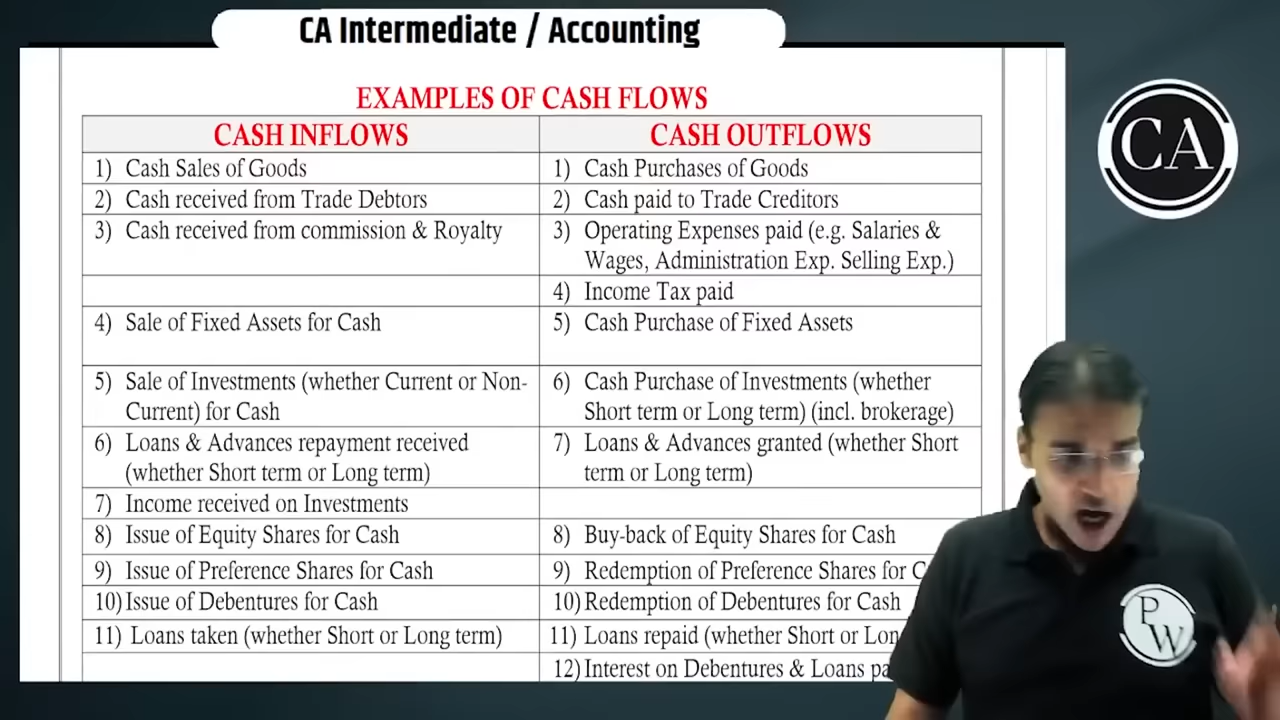 CA Intermediate / Accounting
EXAMPLES OF CASH FLOWS
CASH INFLOWS
CASH OUTFLOWS
1) Cash Sales of Goods
1) Cash Purchases of Goods
2) Cash received from Trade Debtors
2) Cash paid to Trade Creditors
3) Cash received from commission & Royalty
3) Operating Expenses paid (e.g. Salaries &
Wages, Administration Exp. Selling Exp.)
4) Income Tax paid
4) Sale of Fixed Assets for Cash
5) Cash Purchase of Fixed Assets
5) Sale of Investments (whether Current or Non-
Current) for Cash
6) Cash Purchase of Investments (whether
Short term or Long term) (incl. brokerage)
6) Loans & Advances repayment received
(whether Short term or Long term)
7) Loans & Advances granted (whether Short
term or Long term)
7) Income received on Investments
8) Issue of Equity Shares for Cash
8) Buy-back of Equity Shares for Cash
9) Issue of Preference Shares for Cash
9) Redemption of Preference Shares for
10) Issue of Debentures for Cash
10) Redemption of Debentures for Cash
11) Loans taken (whether Short or Long term)
11) Loans repaid (whether Short or
12) Interest on Debentures & Loans
CA
PW